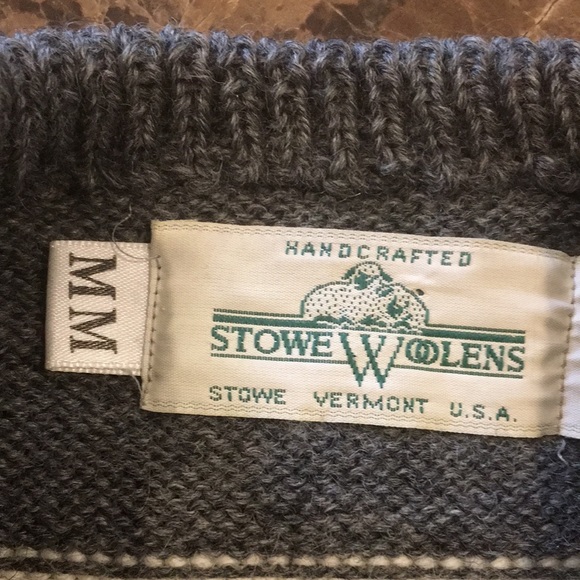 HANDCRAFTED
STOWE WOOLENS
STOWE VERMONT U.S.A.
MM